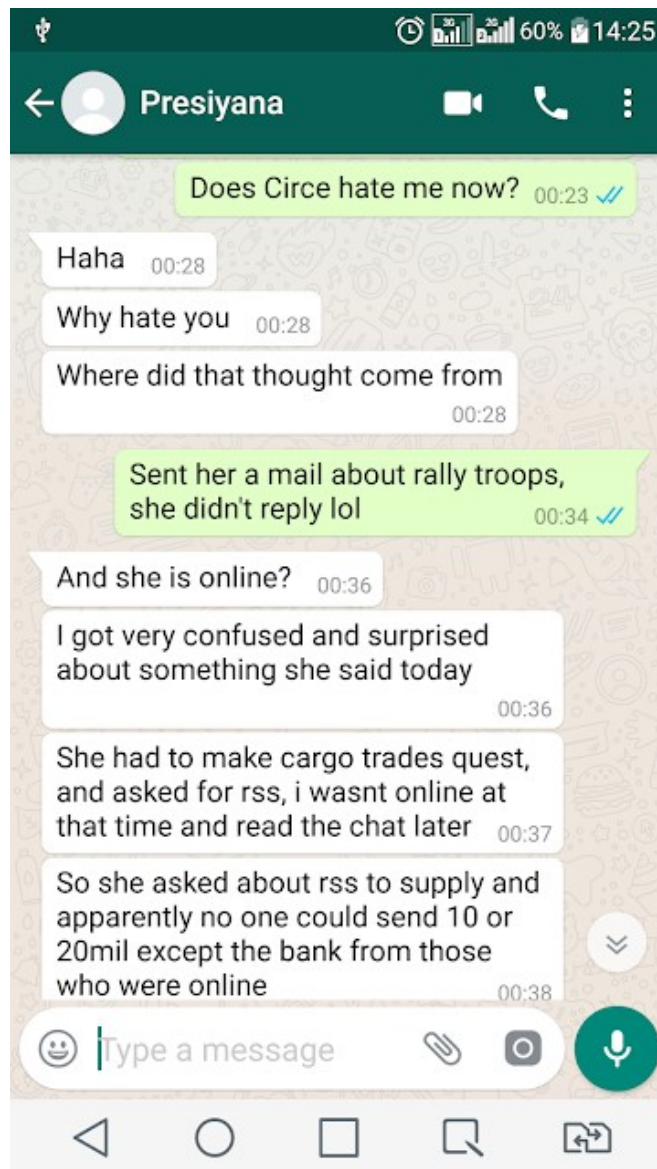 60% 14:25
Presiyana
Does Circe hate me now? 00:23
Haha 00:28
Why hate you 00:28
Where did that thought come from
00:28
Sent her a mail about rally troops,
she didn't reply lol 00:34
And she is online? 00:36
I got very confused and surprised
about something she said today
00:36
She had to make cargo trades quest,
and asked for rss, i wasnt online at
that time and read the chat later 00:37
So she asked about rss to supply and
apparently no one could send 10 or
20mil except the bank from those
who were online 00:38
Type a message